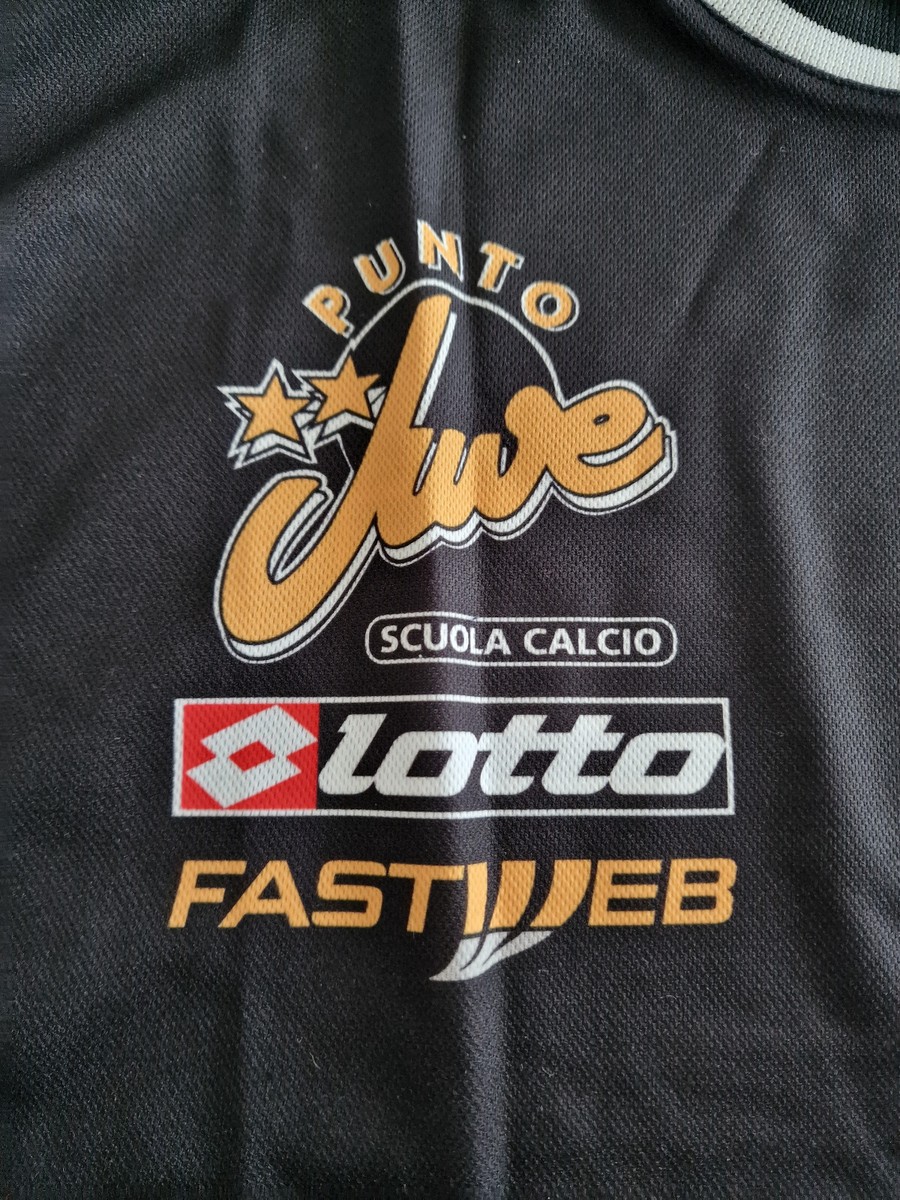 PUNTO
Juve
SCUOLA CALCIO
lotto
FASTWEB